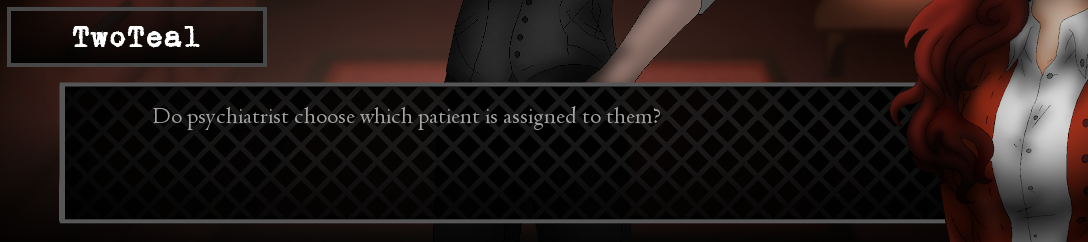 TwoTeal
Do psychiatrist choose which patient is assigned to them?